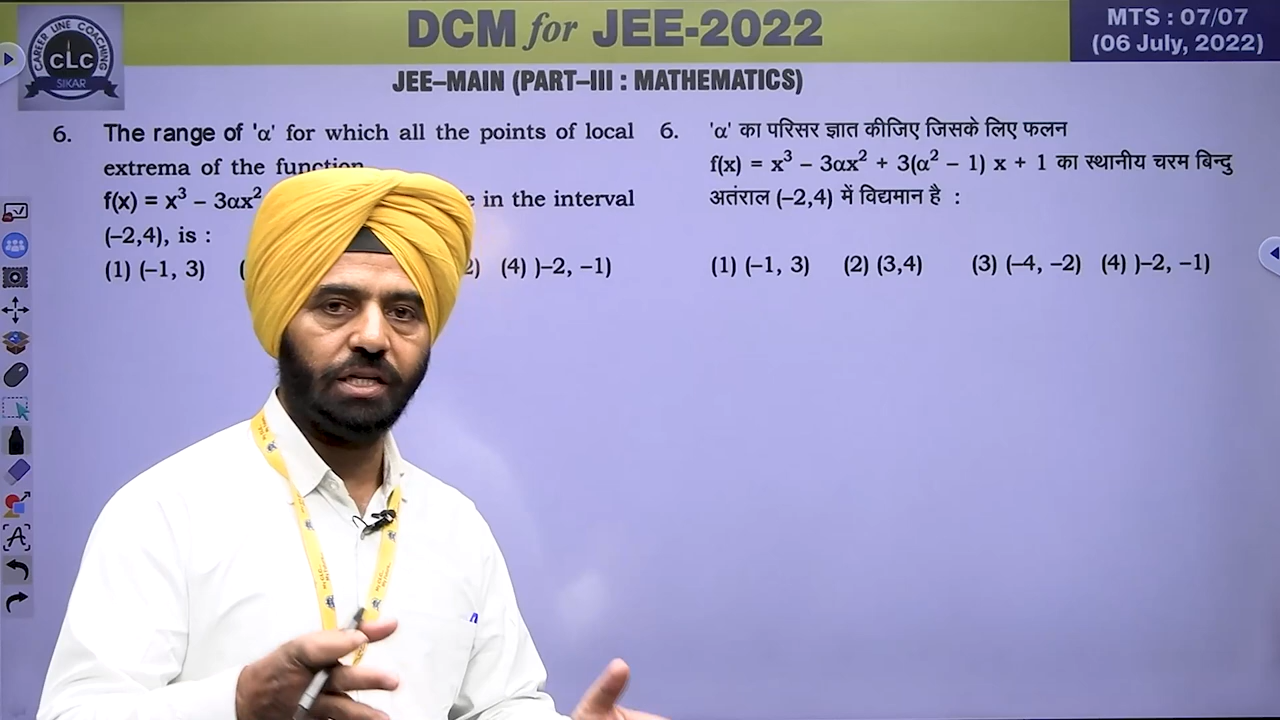 DCM for JEE-2022
MTS : 07/07
(06 July, 2022)
CAREER LINE COACHING
CLC
SIKAR
JEE–MAIN (PART–III : MATHEMATICS)
6. The range of 'α' for which all the points of local
extrema of the function
f(x) = x³ – 3αx² in the interval
(–2,4), is :
(1) (–1, 3) (4) )–2, –1)
6. 'α' का परिसर ज्ञात कीजिए जिसके लिए फलन
f(x) = x³ – 3αx² + 3(α² – 1) x + 1 का स्थानीय चरम बिन्दु
अतंराल (–2,4) में विद्यमान है :
(1) (–1, 3) (2) (3,4) (3) (–4, –2) (4) )–2, –1)